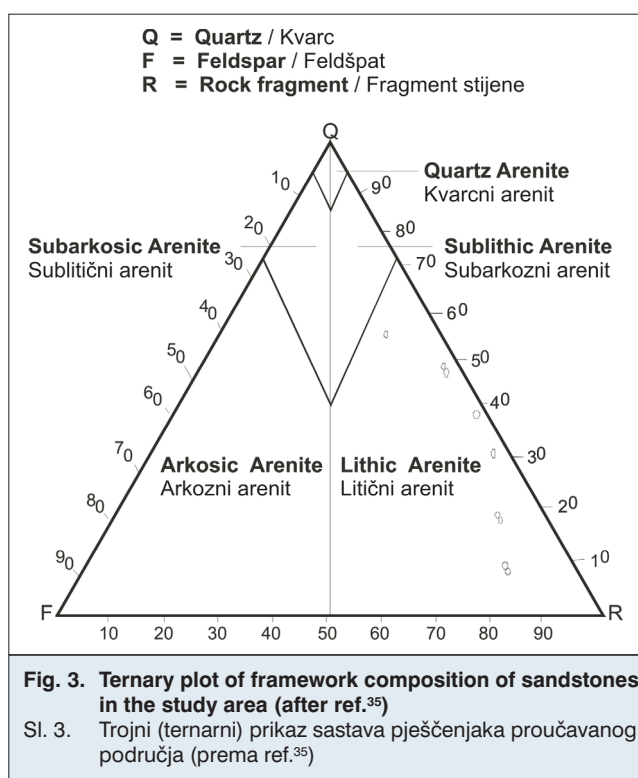 Q = Quartz / Kvarc
F = Feldspar / Feldšpat
R = Rock fragment / Fragment stijene
Q
10
90
Quartz Arenite
Kvarcni arenit
20
80
Subarkosic Arenite
Sublitični arenit
Sublithic Arenite
Subarkozni arenit
30
70
40
60
50
50
60
40
70
30
Arkosic Arenite
Arkozni arenit
Lithic Arenite
Litični arenit
80
20
90
10
F
R
10 20 30 40 50 60 70 80 90
Fig. 3. Ternary plot of framework composition of sandstones
in the study area (after ref.³⁵)
Sl. 3. Trojni (ternarni) prikaz sastava pješčenjaka proučavanog
područja (prema ref.³⁵)